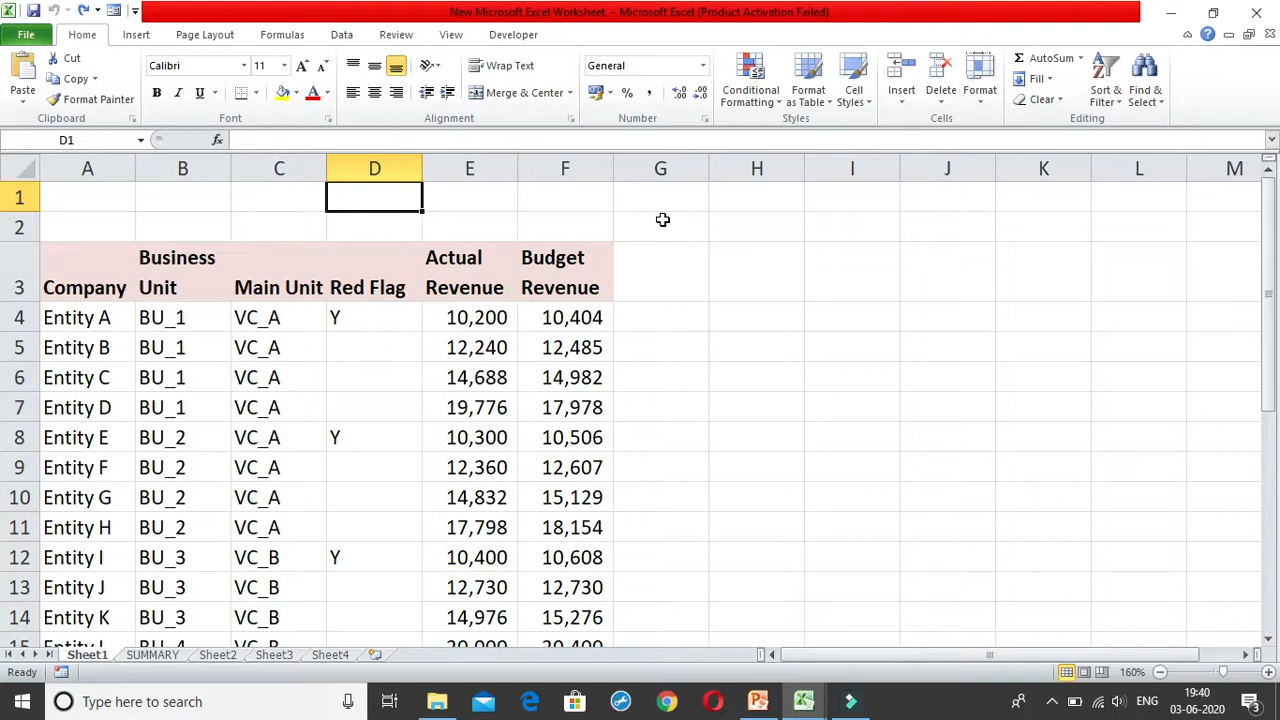 New Microsoft Excel Worksheet - Microsoft Excel (Product Activation Failed)
File Home Insert Page Layout Formulas Data Review View Developer
Paste Cut Copy Format Painter Clipboard
Calibri 11 B I U A A A Font
Wrap Text Merge & Center Alignment
General % , Number
Conditional Formatting Format as Table Cell Styles Styles
Insert Delete Format Cells
Σ AutoSum Fill Clear Sort & Filter Find & Select Editing
D1 fx
A B C D E F G H I J K L M
1
2
3 Company Business Unit Main Unit Red Flag Actual Revenue Budget Revenue
4 Entity A BU_1 VC_A Y 10,200 10,404
5 Entity B BU_1 VC_A 12,240 12,485
6 Entity C BU_1 VC_A 14,688 14,982
7 Entity D BU_1 VC_A 19,776 17,978
8 Entity E BU_2 VC_A Y 10,300 10,506
9 Entity F BU_2 VC_A 12,360 12,607
10 Entity G BU_2 VC_A 14,832 15,129
11 Entity H BU_2 VC_A 17,798 18,154
12 Entity I BU_3 VC_B Y 10,400 10,608
13 Entity J BU_3 VC_B 12,730 12,730
14 Entity K BU_3 VC_B 14,976 15,276
15
Sheet1 SUMMARY Sheet2 Sheet3 Sheet4
Ready 160%
Type here to search ENG 19:40
03-06-2020 3